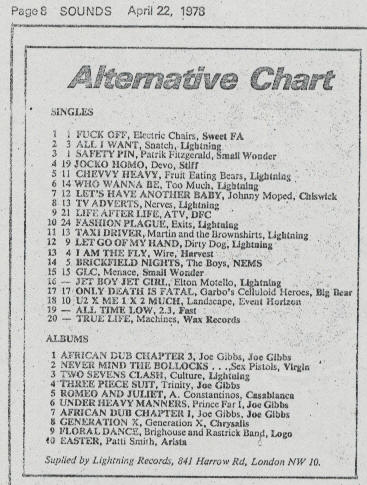 Page 8 SOUNDS April 22, 1978
Alternative Chart
SINGLES
1 1 FUCK OFF, Electric Chairs, Sweet FA
2 3 ALL I WANT, Snatch, Lightning
3 1 SAFETY PIN, Patrik Fitzgerald, Small Wonder
4 19 JOCKO HOMO, Devo, Stiff
5 11 CHEVVY HEAVY, Fruit Eating Bears, Lightning
6 14 WHO WANNA BE, Too Much, Lightning
7 12 LET'S HAVE ANOTHER BABY, Johnny Moped, Chiswick
8 13 TV ADVERTS, Nerves, Lightning
9 21 LIFE AFTER LIFE, ATV, DFC
10 24 FASHION PLAGUE, Exits, Lightning
11 13 TAXI DRIVER, Martin and the Brownshirts, Lightning
12 9 LET GO OF MY HAND, Dirty Dog, Lightning
13 4 I AM THE FLY, Wire, Harvest
14 5 BRICKFIELD NIGHTS, The Boys, NEMS
15 15 GLC, Menace, Small Wonder
16 — JET BOY JET GIRL, Elton Motello, Lightning
17 17 ONLY DEATH IS FATAL, Garbo's Celluloid Heroes, Big Bear
18 10 U2 X ME 1 X 2 MUCH, Landscape, Event Horizon
19 — ALL TIME LOW, 2.3, Fast
20 — TRUE LIFE, Machines, Wax Records
ALBUMS
1 AFRICAN DUB CHAPTER 3, Joe Gibbs, Joe Gibbs
2 NEVER MIND THE BOLLOCKS . . ., Sex Pistols, Virgin
3 TWO SEVENS CLASH, Culture, Lightning
4 THREE PIECE SUIT, Trinity, Joe Gibbs
5 ROMEO AND JULIET, A. Constantinos, Casablanca
6 UNDER HEAVY MANNERS, Prince Far I, Joe Gibbs
7 AFRICAN DUB CHAPTER 1, Joe Gibbs, Joe Gibbs
8 GENERATION X, Generation X, Chrysalis
9 FLORAL DANCE, Brighouse and Rastrick Band, Logo
10 EASTER, Patti Smith, Arista
Suplied by Lightning Records, 841 Harrow Rd, London NW 10.